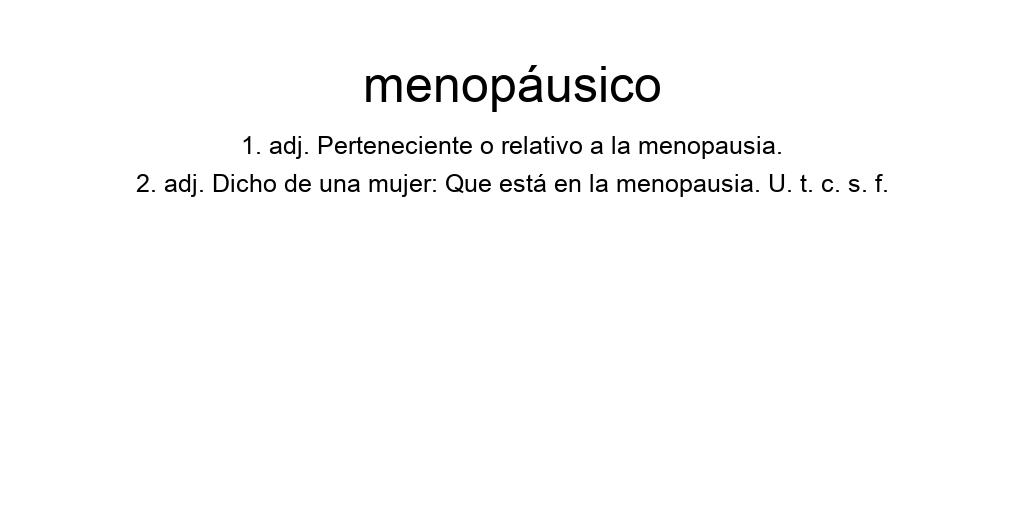 menopáusico
1. adj. Perteneciente o relativo a la menopausia.
2. adj. Dicho de una mujer: Que está en la menopausia. U. t. c. s. f.